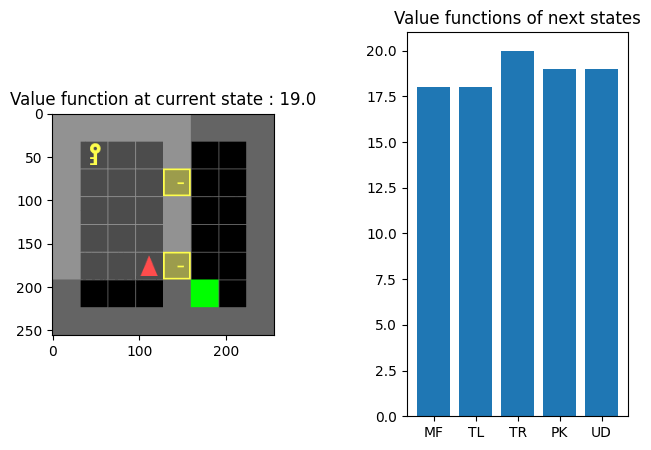 Value functions of next states
Value function at current state : 19.0
0
50
100
150
200
250
0
100
200
20.0
17.5
15.0
12.5
10.0
7.5
5.0
2.5
0.0
MF
TL
TR
PK
UD